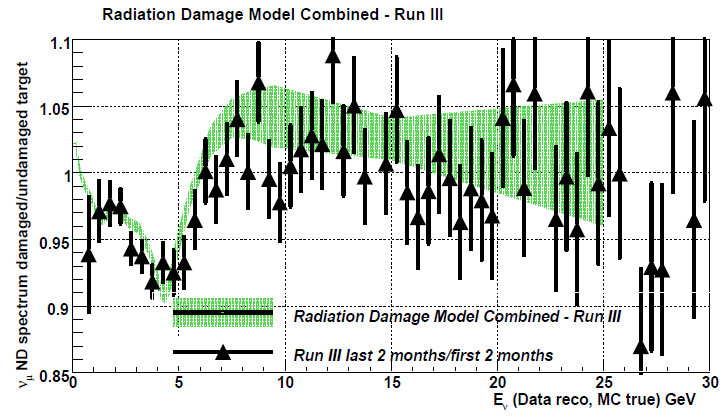 Radiation Damage Model Combined - Run III
νμ ND spectrum damaged/undamaged target
1.1
1.05
1
0.95
0.9
0.85
Radiation Damage Model Combined - Run III
Run III last 2 months/first 2 months
0 5 10 15 20 25 30
Eν (Data reco, MC true) GeV